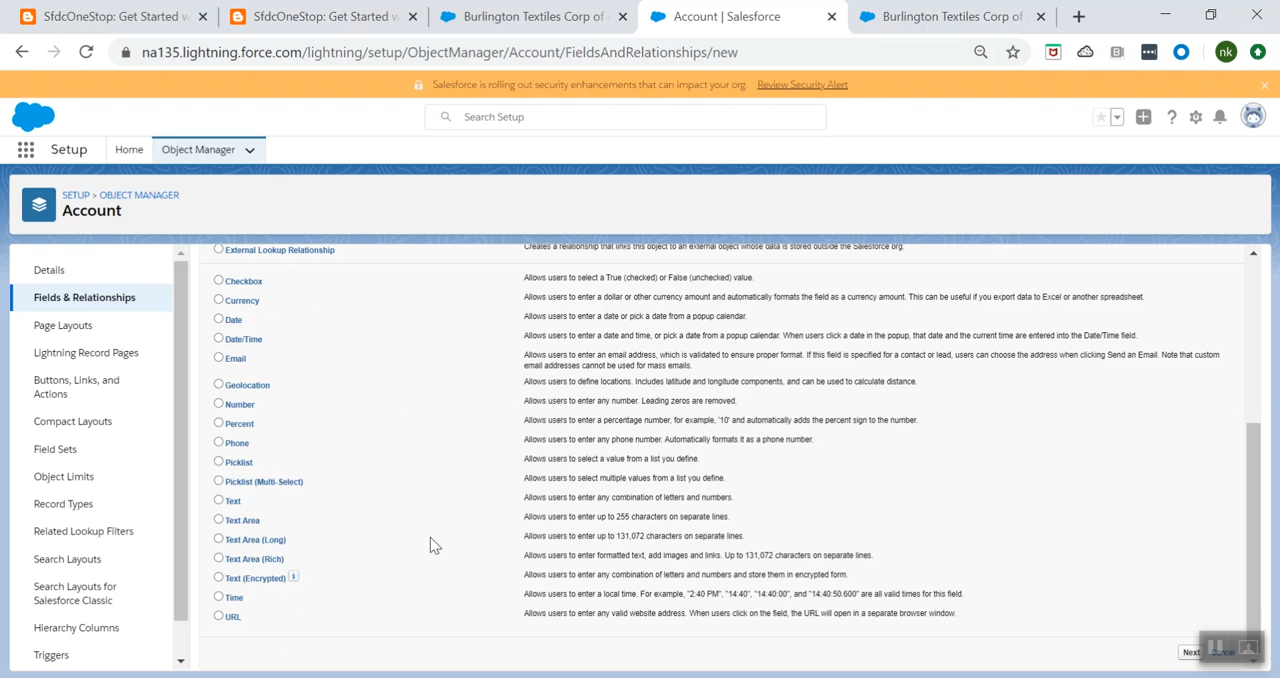 SfdcOneStop: Get Started w
SfdcOneStop: Get Started w
Burlington Textiles Corp of
Account | Salesforce
Burlington Textiles Corp of
na135.lightning.force.com/lightning/setup/ObjectManager/Account/FieldsAndRelationships/new
nk
Salesforce is rolling out security enhancements that can impact your org. Review Security Alert
Search Setup
Setup
Home
Object Manager
SETUP > OBJECT MANAGER
Account
Details
Fields & Relationships
Page Layouts
Lightning Record Pages
Buttons, Links, and
Actions
Compact Layouts
Field Sets
Object Limits
Record Types
Related Lookup Filters
Search Layouts
Search Layouts for
Salesforce Classic
Hierarchy Columns
Triggers
External Lookup Relationship Creates a relationship that links this object to an external object whose data is stored outside the Salesforce org.
Checkbox Allows users to select a True (checked) or False (unchecked) value.
Currency Allows users to enter a dollar or other currency amount and automatically formats the field as a currency amount. This can be useful if you export data to Excel or another spreadsheet.
Date Allows users to enter a date or pick a date from a popup calendar.
Date/Time Allows users to enter a date and time, or pick a date from a popup calendar. When users click a date in the popup, that date and the current time are entered into the Date/Time field.
Email Allows users to enter an email address, which is validated to ensure proper format. If this field is specified for a contact or lead, users can choose the address when clicking Send an Email. Note that custom
email addresses cannot be used for mass emails.
Geolocation Allows users to define locations. Includes latitude and longitude components, and can be used to calculate distance.
Number Allows users to enter any number. Leading zeros are removed.
Percent Allows users to enter a percentage number, for example, '10' and automatically adds the percent sign to the number.
Phone Allows users to enter any phone number. Automatically formats it as a phone number.
Picklist Allows users to select a value from a list you define.
Picklist (Multi-Select) Allows users to select multiple values from a list you define.
Text Allows users to enter any combination of letters and numbers.
Text Area Allows users to enter up to 255 characters on separate lines.
Text Area (Long) Allows users to enter up to 131,072 characters on separate lines.
Text Area (Rich) Allows users to enter formatted text, add images and links. Up to 131,072 characters on separate lines.
Text (Encrypted) i Allows users to enter any combination of letters and numbers and store them in encrypted form.
Time Allows users to enter a local time. For example, "2:40 PM", "14:40", "14:40:00", and "14:40:50.600" are all valid times for this field.
URL Allows users to enter any valid website address. When users click on the field, the URL will open in a separate browser window.
Next Cancel